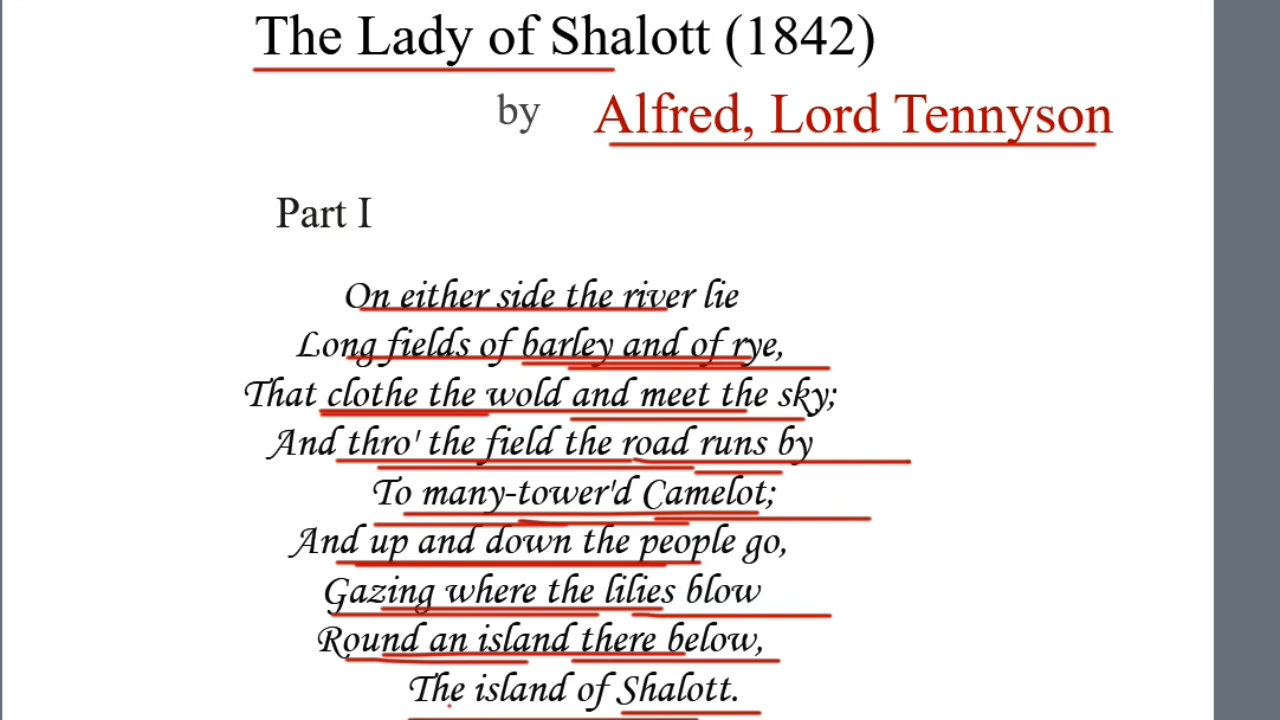 The Lady of Shalott (1842)
by Alfred, Lord Tennyson
Part I
On either side the river lie
Long fields of barley and of rye,
That clothe the wold and meet the sky;
And thro' the field the road runs by
To many-tower'd Camelot;
And up and down the people go,
Gazing where the lilies blow
Round an island there below,
The island of Shalott.